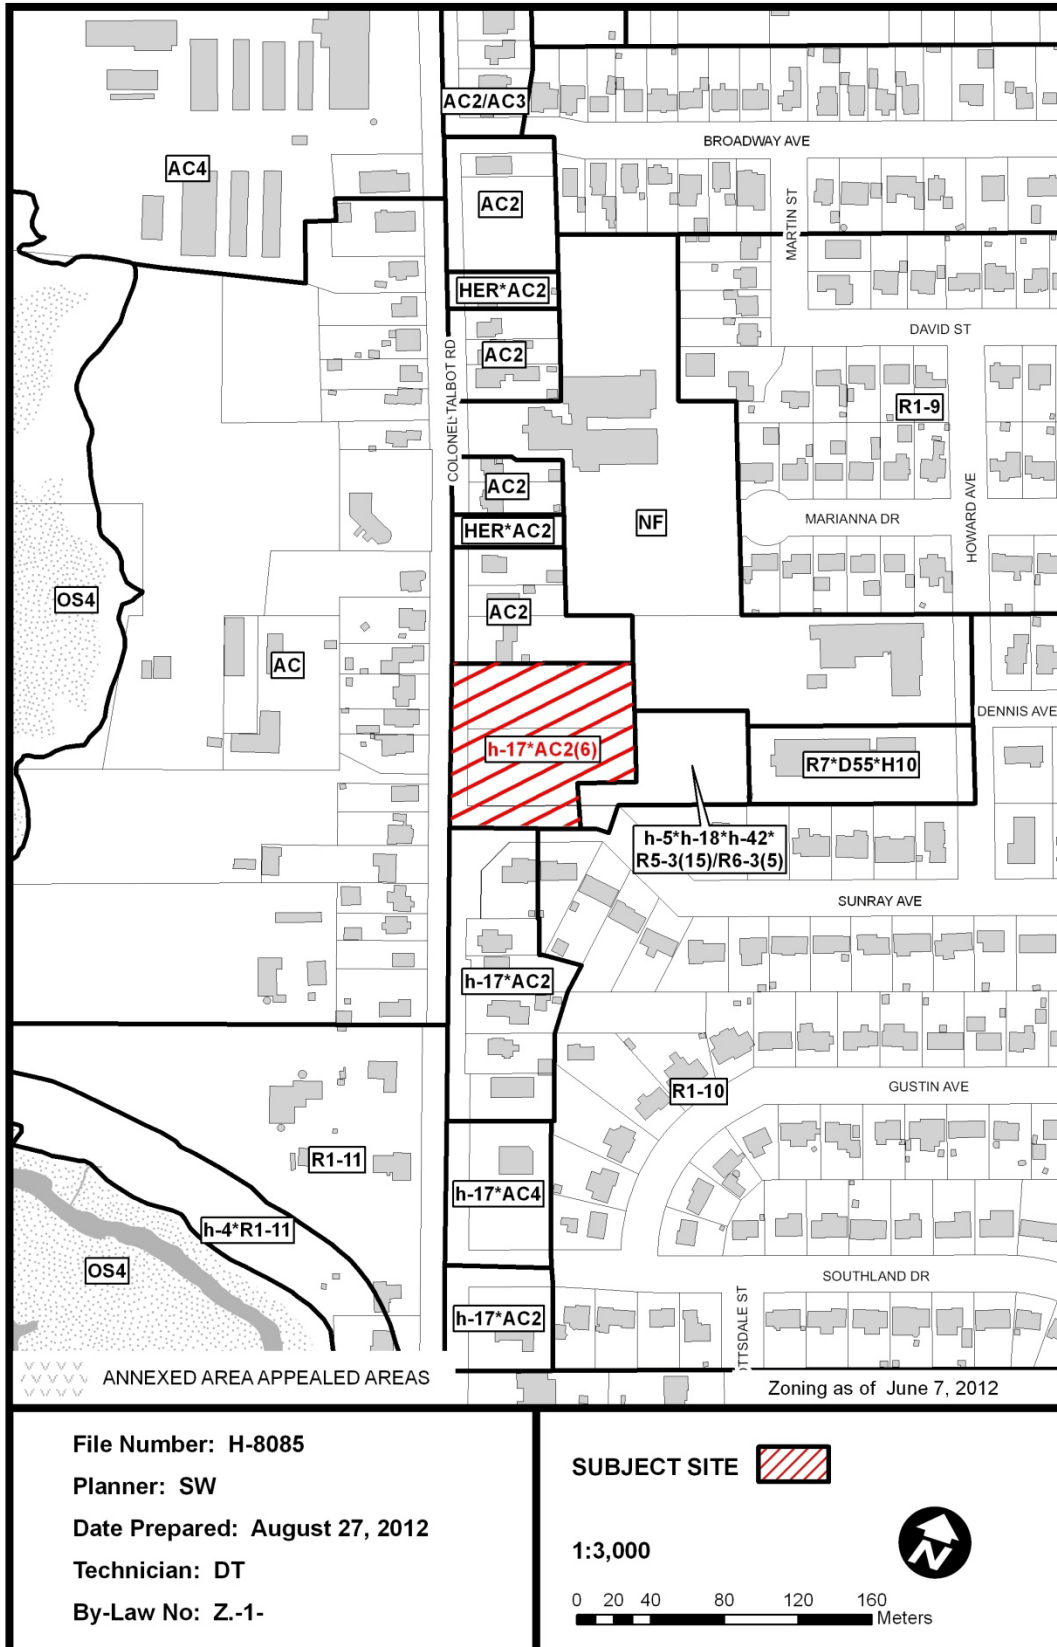 AC2/AC3
BROADWAY AVE
AC4
AC2
MARTIN ST
HER*AC2
DAVID ST
AC2
COLONEL TALBOT RD
R1-9
AC2
NF
MARIANNA DR
HER*AC2
HOWARD AVE
OS4
AC2
AC
DENNIS AVE
h-17*AC2(6)
R7*D55*H10
h-5*h-18*h-42*
R5-3(15)/R6-3(5)
SUNRAY AVE
h-17*AC2
GUSTIN AVE
R1-10
R1-11
h-17*AC4
h-4*R1-11
OS4
SOUTHLAND DR
h-17*AC2
OTTSDALE ST
ANNEXED AREA APPEALED AREAS
Zoning as of June 7, 2012
File Number: H-8085
Planner: SW
Date Prepared: August 27, 2012
Technician: DT
By-Law No: Z.-1-
SUBJECT SITE
1:3,000
N
0 20 40 80 120 160
Meters